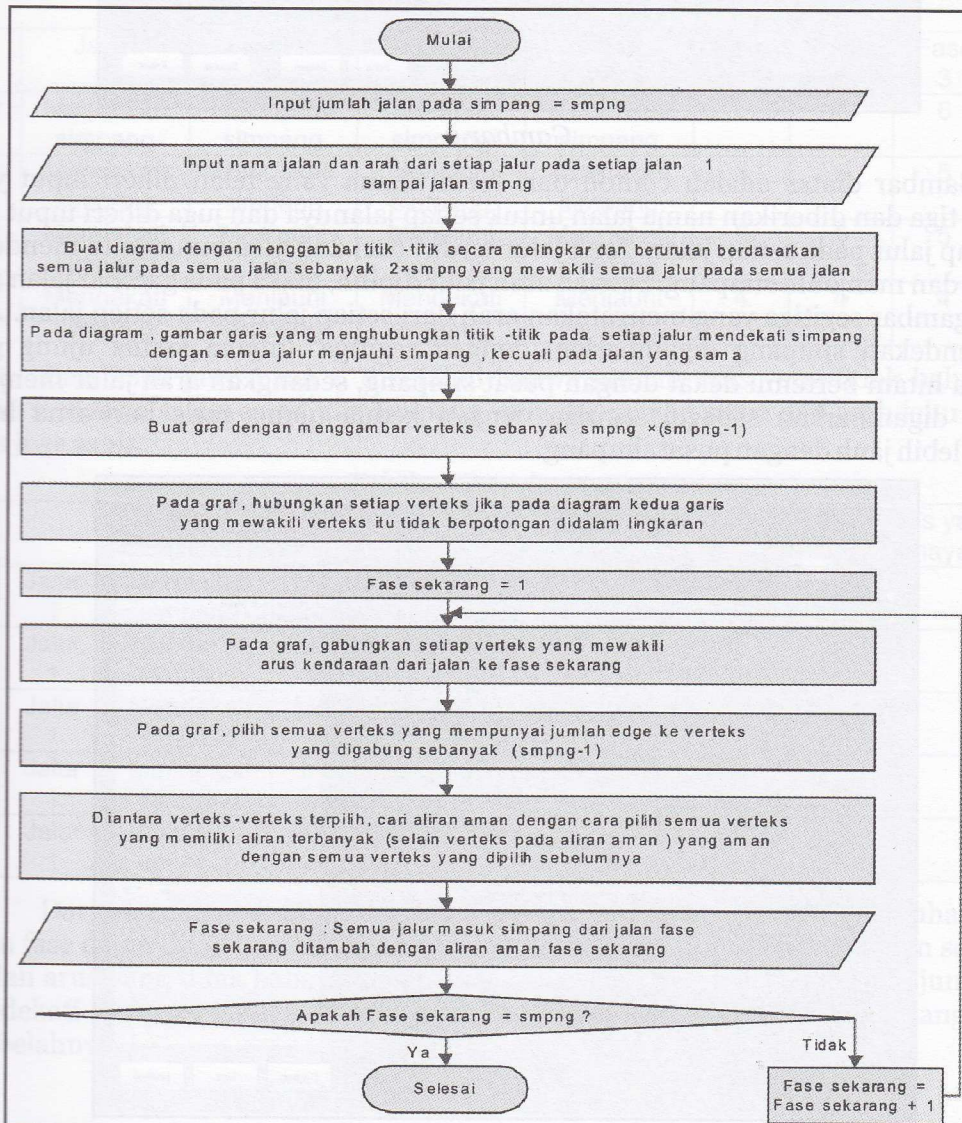 Mulai
Input jumlah jalan pada simpang = smpng
Input nama jalan dan arah dari setiap jalur pada setiap jalan 1
sampai jalan smpng
Buat diagram dengan menggambar titik -titik secara melingkar dan berurutan berdasarkan
semua jalur pada semua jalan sebanyak 2×smpng yang mewakili semua jalur pada semua jalan
Pada diagram , gambar garis yang menghubungkan titik -titik pada setiap jalur mendekati simpang
dengan semua jalur menjauhi simpang , kecuali pada jalan yang sama
Buat graf dengan menggambar verteks sebanyak smpng ×(smpng-1)
Pada graf, hubungkan setiap verteks jika pada diagram kedua garis
yang mewakili verteks itu tidak berpotongan didalam lingkaran
Fase sekarang = 1
Pada graf, gabungkan setiap verteks yang mewakili
arus kendaraan dari jalan ke fase sekarang
Pada graf, pilih semua verteks yang mempunyai jumlah edge ke verteks
yang digabung sebanyak (smpng-1)
Diantara verteks-verteks terpilih, cari aliran aman dengan cara pilih semua verteks
yang memiliki aliran terbanyak (selain verteks pada aliran aman ) yang aman
dengan semua verteks yang dipilih sebelumnya
Fase sekarang : Semua jalur masuk simpang dari jalan fase
sekarang ditambah dengan aliran aman fase sekarang
Apakah Fase sekarang = smpng ?
Ya
Tidak
Selesai
Fase sekarang =
Fase sekarang + 1